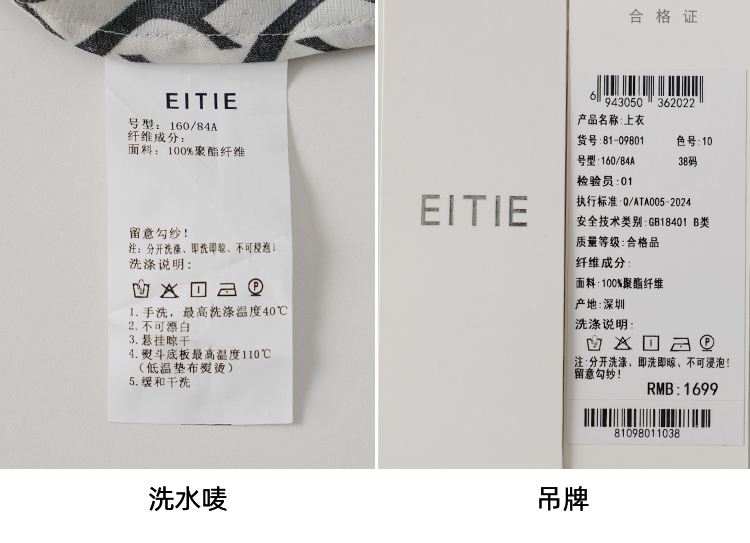 EITIE
号型: 160/84A
纤维成分:
面料: 100%聚酯纤维
留意勾纱!
注: 分开洗涤、即洗即晾、不可浸泡!
洗涤说明:
1.手洗，最高洗涤温度40℃
2.不可漂白
3.悬挂晾干
4.熨斗底板最高温度110℃
（低温垫布熨烫）
5.缓和干洗
洗水唛
EITIE
合格证
6 943050 362022
产品名称:上衣
货号:81-09801 色号:10
号型:160/84A 38码
检验员:01
执行标准:Q/ATA005-2024
安全技术类别:GB18401 B类
质量等级:合格品
纤维成分:
面料:100%聚酯纤维
产地:深圳
洗涤说明:
注:分开洗涤、即洗即晾、不可浸泡!
留意勾纱!
RMB:1699
81098011038
吊牌